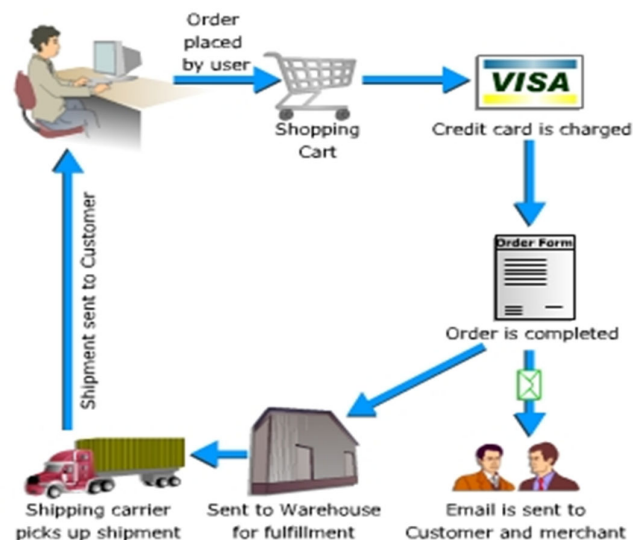 Order
placed
by user
Shopping
Cart
VISA
Credit card is charged
Order Form
Order is completed
Shipment sent to Customer
Shipping carrier
picks up shipment
Sent to Warehouse
for fulfillment
Email is sent to
Customer and merchant